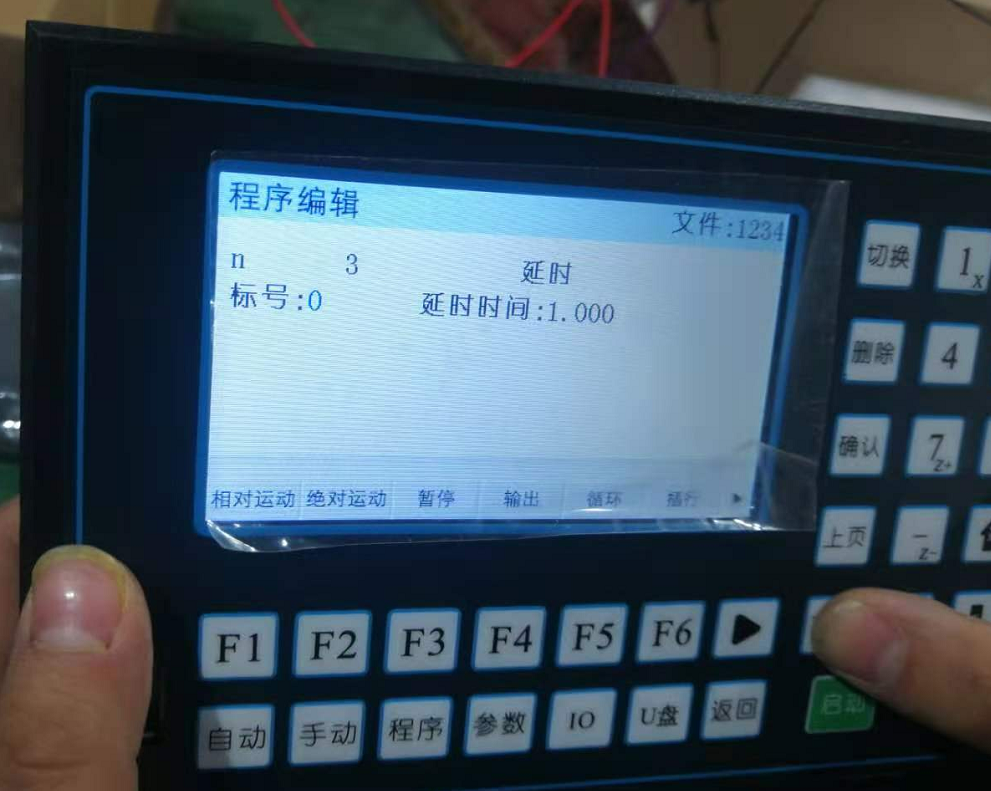 程序编辑
文件:1234
n 3 延时
标号:0 延时时间:1.000
相对运动 绝对运动 暂停 输出 循环 插行
切换 1 x
删除 4
确认 7 z+
上页 - z-
F1 F2 F3 F4 F5 F6
自动 手动 程序 参数 IO U盘 返回 启动